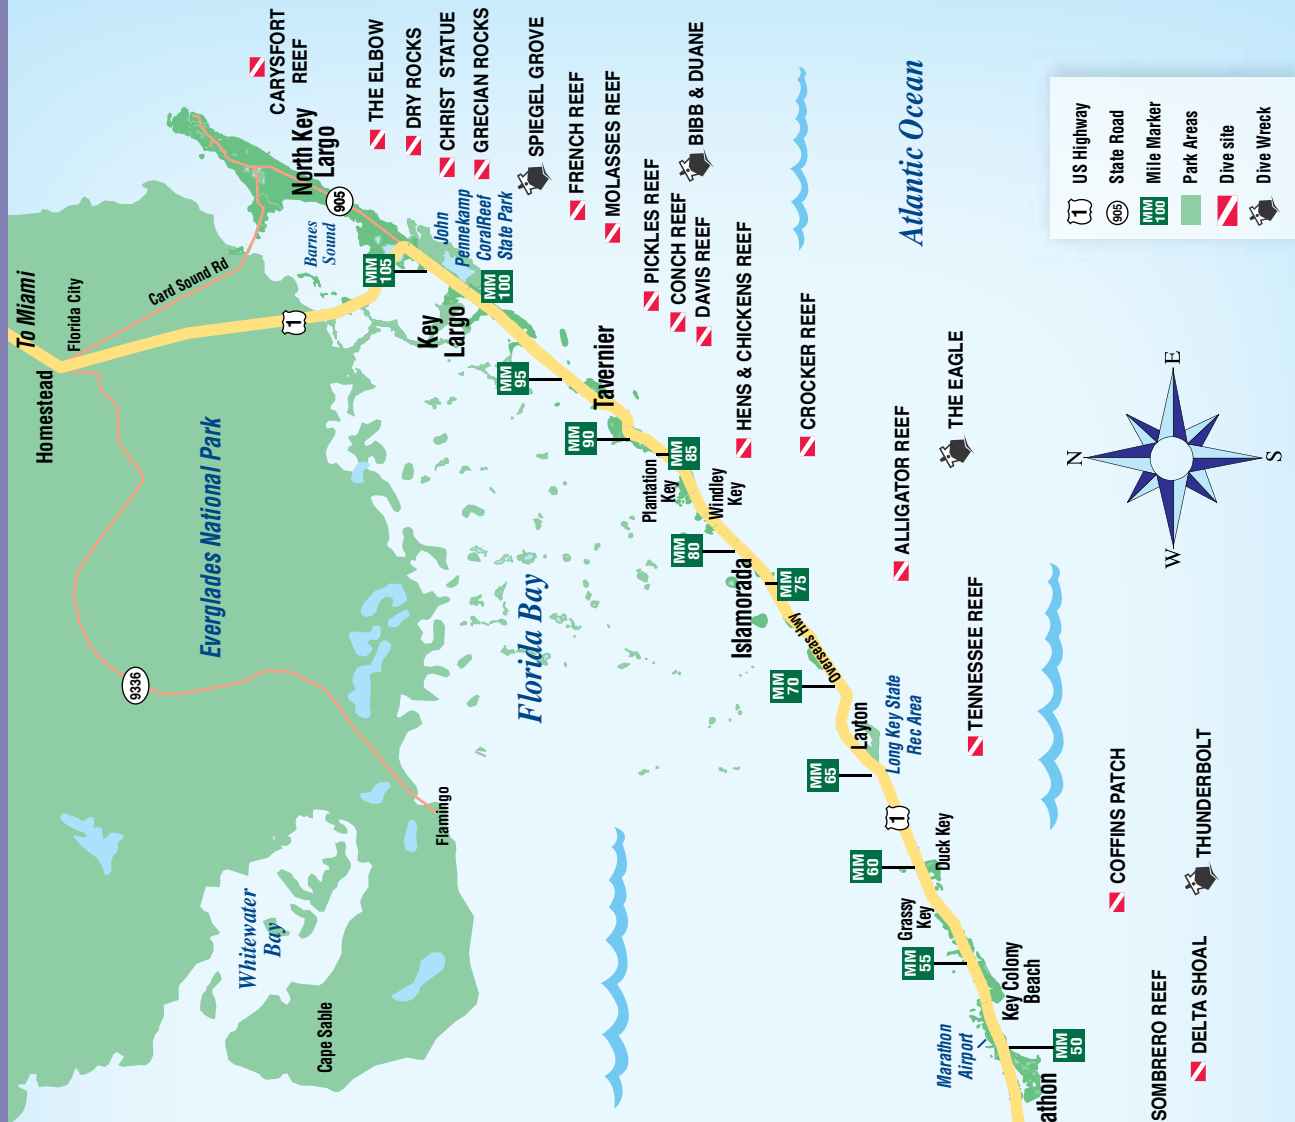 To Miami
Florida City
Homestead
Card Sound Rd
1
9336
Everglades National Park
Flamingo
Whitewater
Bay
Cape Sable
Florida Bay
CARYSFORT
REEF
North Key
Largo
905
Barnes
Sound
THE ELBOW
DRY ROCKS
CHRIST STATUE
GRECIAN ROCKS
John
Pennekamp
CoralReef
State Park
SPIEGEL GROVE
FRENCH REEF
MOLASSES REEF
PICKLES REEF
CONCH REEF
DAVIS REEF
BIBB & DUANE
MM
105
MM
100
Key
Largo
MM
95
Tavernier
MM
90
MM
85
Plantation
Key
Windley
Key
HENS & CHICKENS REEF
CROCKER REEF
MM
80
Islamorada
MM
75
Overseas Hwy
MM
70
ALLIGATOR REEF
THE EAGLE
Layton
Long Key State
Rec Area
MM
65
TENNESSEE REEF
1
MM
60
Duck Key
Grassy
Key
MM
55
Key Colony
Beach
Marathon
Airport
MM
50
athon
COFFINS PATCH
THUNDERBOLT
SOMBRERO REEF
DELTA SHOAL
Atlantic Ocean
1
US Highway
905
State Road
MM
100
Mile Marker
Park Areas
Dive site
Dive Wreck
N
E
S
W